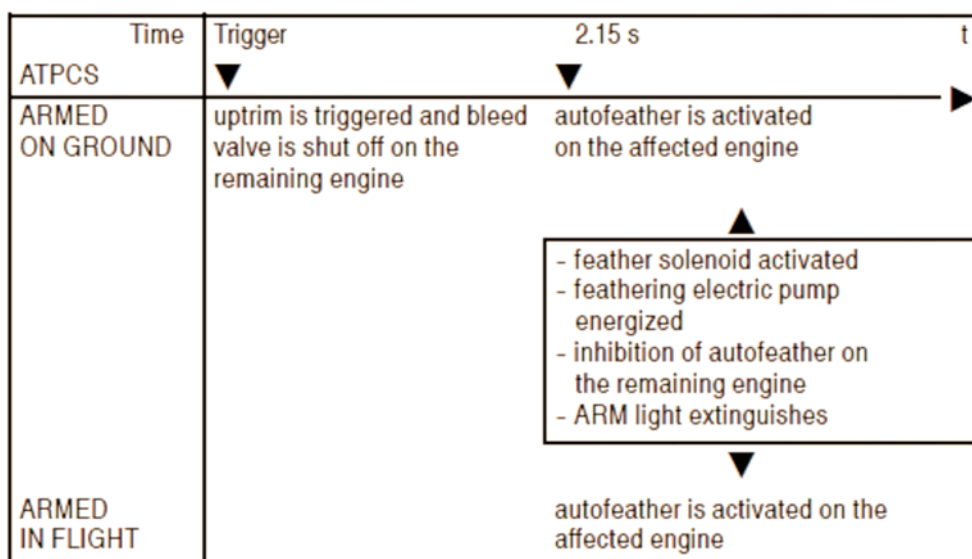 Time Trigger 2.15 s t
ATPCS
ARMED
ON GROUND
uptrim is triggered and bleed
valve is shut off on the
remaining engine
autofeather is activated
on the affected engine
- feather solenoid activated
- feathering electric pump
energized
- inhibition of autofeather on
the remaining engine
- ARM light extinguishes
ARMED
IN FLIGHT
autofeather is activated on the
affected engine